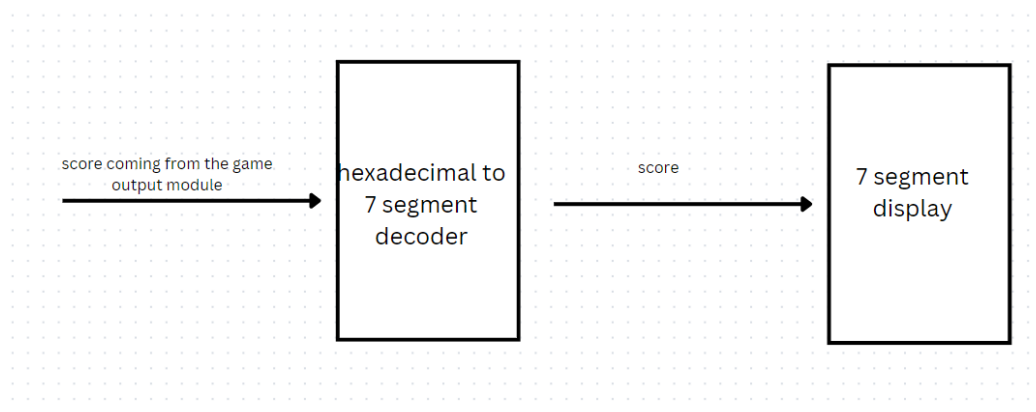 score coming from the game
output module
hexadecimal to
7 segment
decoder
score
7 segment
display